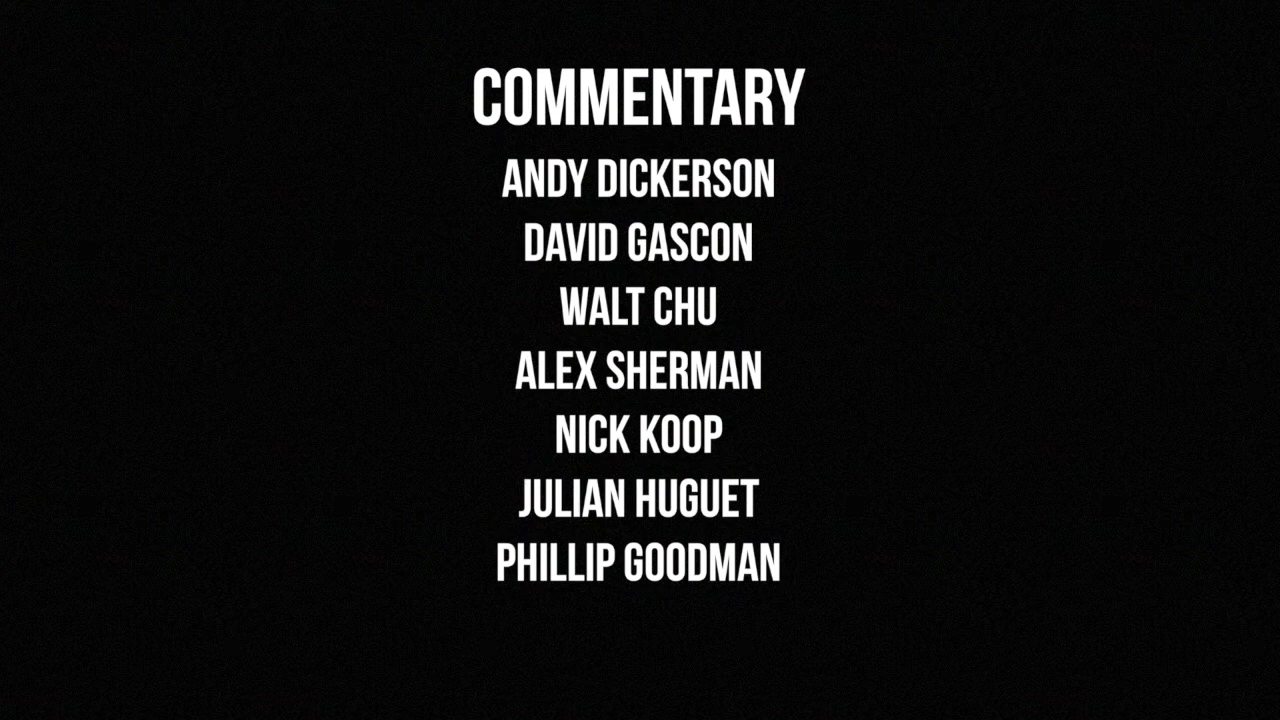 COMMENTARY
ANDY DICKERSON
DAVID GASCON
WALT CHU
ALEX SHERMAN
NICK KOOP
JULIAN HUGUET
PHILLIP GOODMAN